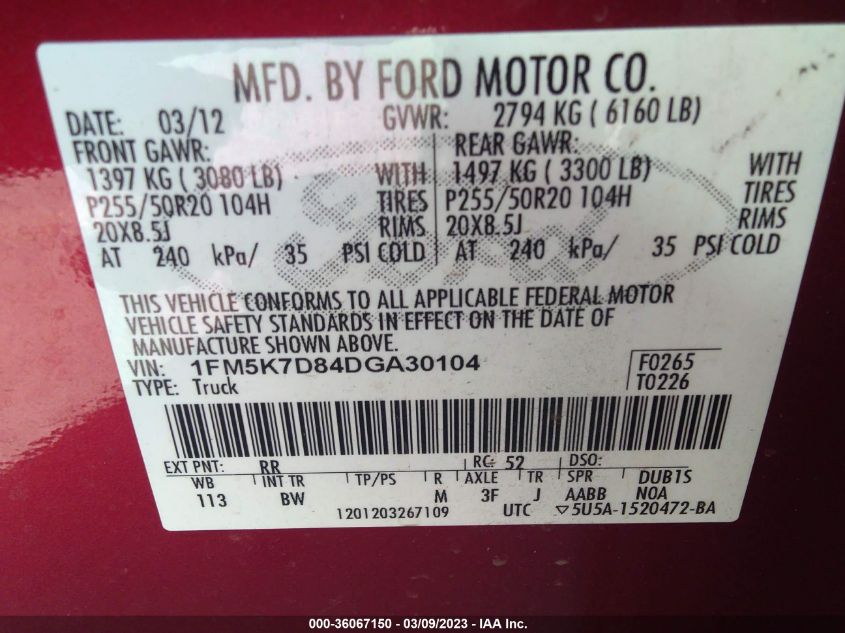 MFD. BY FORD MOTOR CO.
DATE: 03/12 GVWR: 2794 KG ( 6160 LB)
FRONT GAWR: REAR GAWR:
1397 KG ( 3080 LB) WITH 1497 KG ( 3300 LB) WITH
P255/50R20 104H TIRES P255/50R20 104H TIRES
20X8.5J RIMS 20X8.5J RIMS
AT 240 kPa/ 35 PSI COLD AT 240 kPa/ 35 PSI COLD
Ford
THIS VEHICLE CONFORMS TO ALL APPLICABLE FEDERAL MOTOR
VEHICLE SAFETY STANDARDS IN EFFECT ON THE DATE OF
MANUFACTURE SHOWN ABOVE.
VIN: 1FM5K7D84DGA30104 F0265
TYPE: Truck T0226
EXT PNT: RR RC: 52 DSO:
WB INT TR TP/PS R AXLE TR SPR DUB1S
113 BW M 3F J AABB NOA
1201203267109 UTC ▽5U5A-1520472-BA
000-36067150 — 03/09/2023 — IAA Inc.